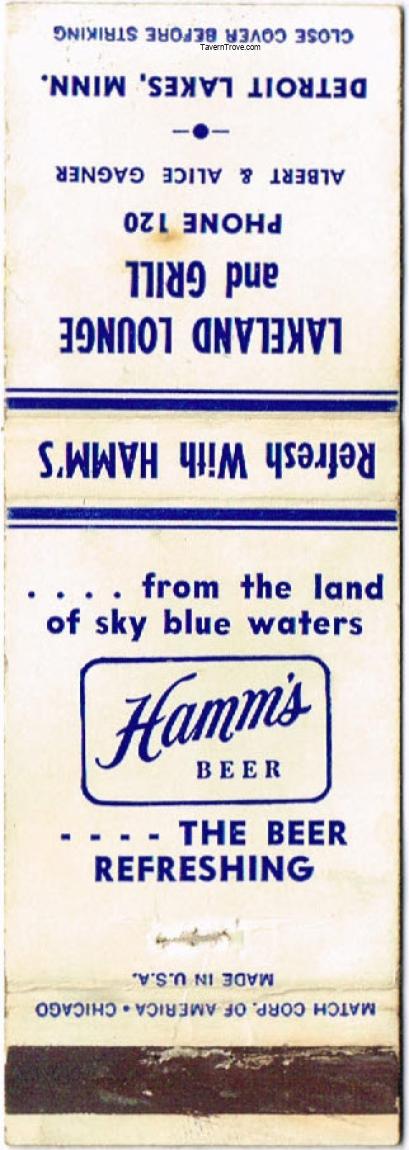 CLOSE COVER BEFORE STRIKING
TavernTrove.com
DETROIT LAKES, MINN.
ALBERT & ALICE GAGNER
PHONE 120
and GRILL
LAKELAND LOUNGE
Refresh With HAMM'S
. . . . from the land
of sky blue waters
Hamm's
BEER
- - - - THE BEER
REFRESHING
MADE IN U.S.A.
MATCH CORP. OF AMERICA • CHICAGO